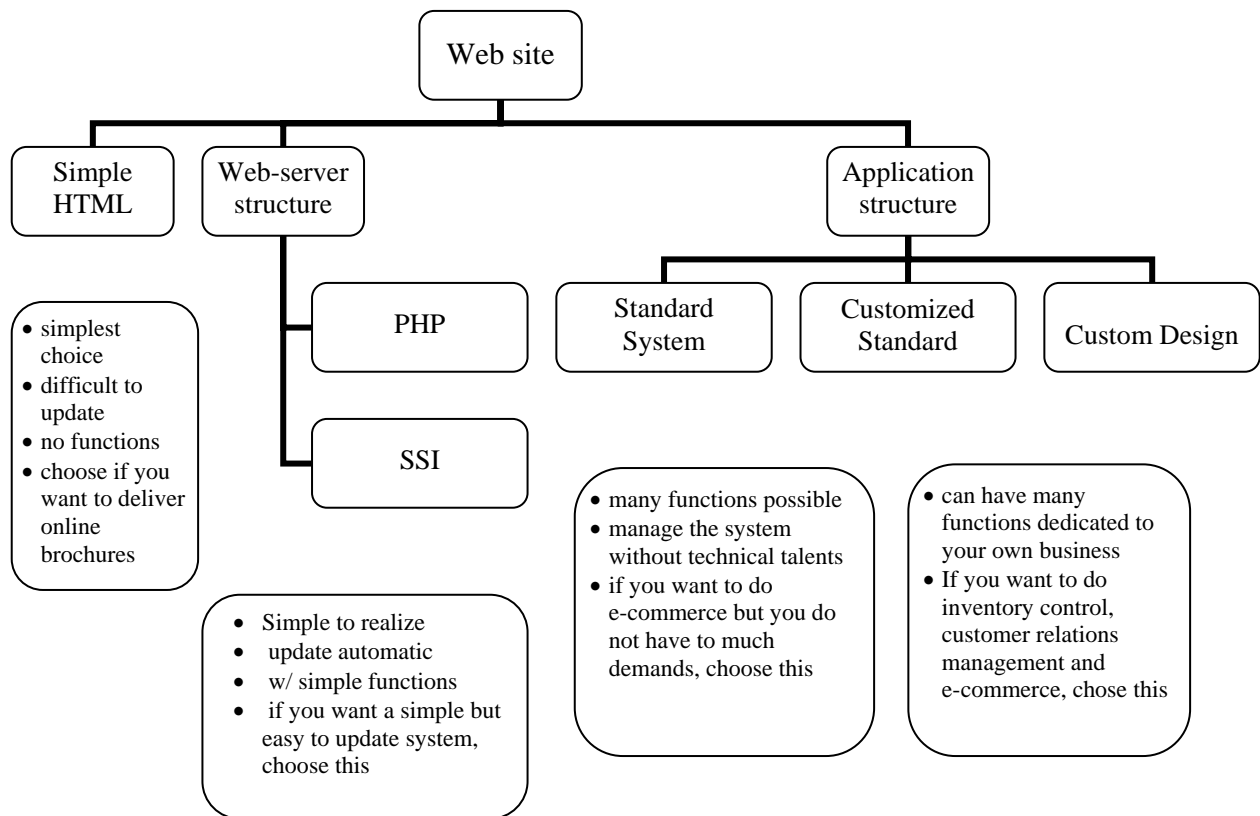 Web site
Simple
HTML
Web-server
structure
Application
structure
PHP
SSI
Standard
System
Customized
Standard
Custom Design
• simplest
choice
• difficult to
update
• no functions
• choose if you
want to deliver
online
brochures
• Simple to realize
• update automatic
• w/ simple functions
• if you want a simple but
easy to update system,
choose this
• many functions possible
• manage the system
without technical talents
• if you want to do
e-commerce but you do
not have to much
demands, choose this
• can have many
functions dedicated to
your own business
• If you want to do
inventory control,
customer relations
management and
e-commerce, chose this